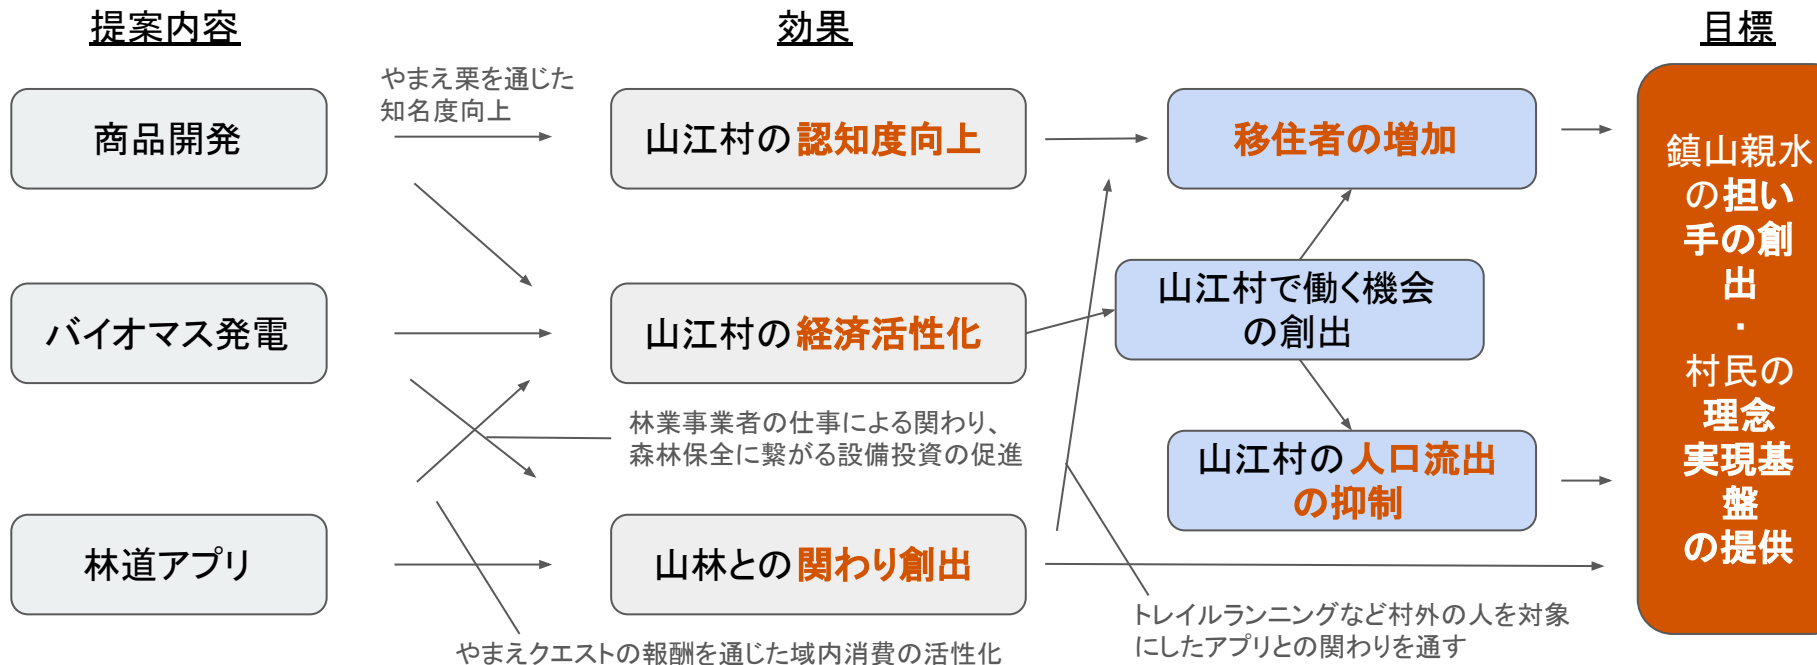 提案内容
効果
目標
やまえ栗を通じた
知名度向上
商品開発
山江村の認知度向上
移住者の増加
バイオマス発電
山江村の経済活性化
山江村で働く機会
の創出
林業事業者の仕事による関わり、
森林保全に繋がる設備投資の促進
山江村の人口流出
の抑制
林道アプリ
山林との関わり創出
トレイルランニングなど村外の人を対象
にしたアプリとの関わりを通す
やまえクエストの報酬を通じた域内消費の活性化
鎮山親水
の担い
手の創
出
・
村民の
理念
実現基
盤
の提供